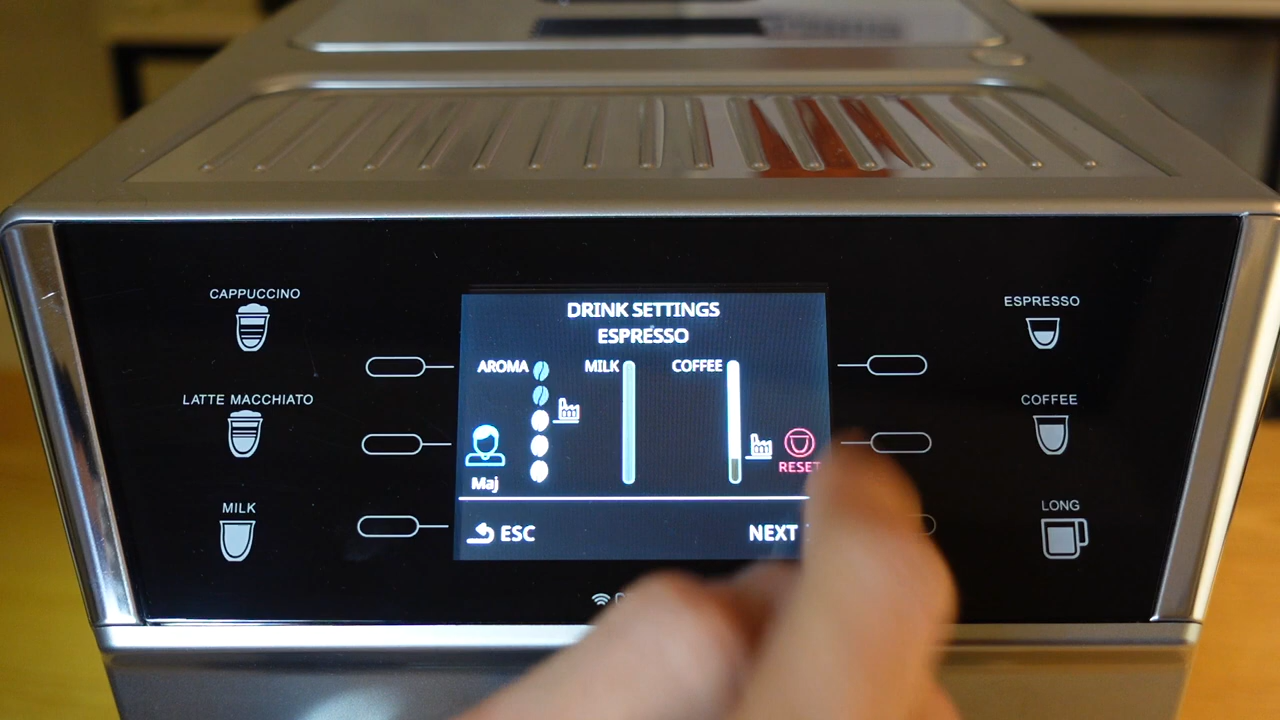 CAPPUCCINO
LATTE MACCHIATO
MILK
DRINK SETTINGS
ESPRESSO
AROMA MILK COFFEE
RESET
Maj
ESC NEXT
ESPRESSO
COFFEE
LONG